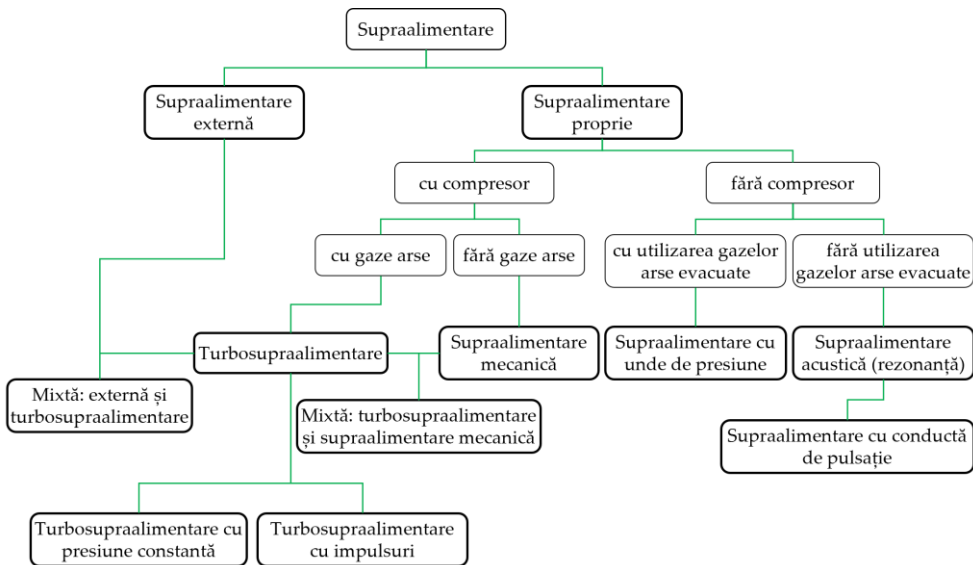 Supraalimentare
Supraalimentare
externă
Supraalimentare
proprie
cu compresor
fără compresor
cu gaze arse
fără gaze arse
cu utilizarea gazelor
arse evacuate
fără utilizarea
gazelor arse evacuate
Turbosupraalimentare
Supraalimentare
mecanică
Supraalimentare cu
unde de presiune
Supraalimentare
acustică (rezonanță)
Mixtă: externă și
turbosupraalimentare
Mixtă: turbosupraalimentare
și supraalimentare mecanică
Supraalimentare cu conductă
de pulsație
Turbosupraalimentare cu
presiune constantă
Turbosupraalimentare
cu impulsuri